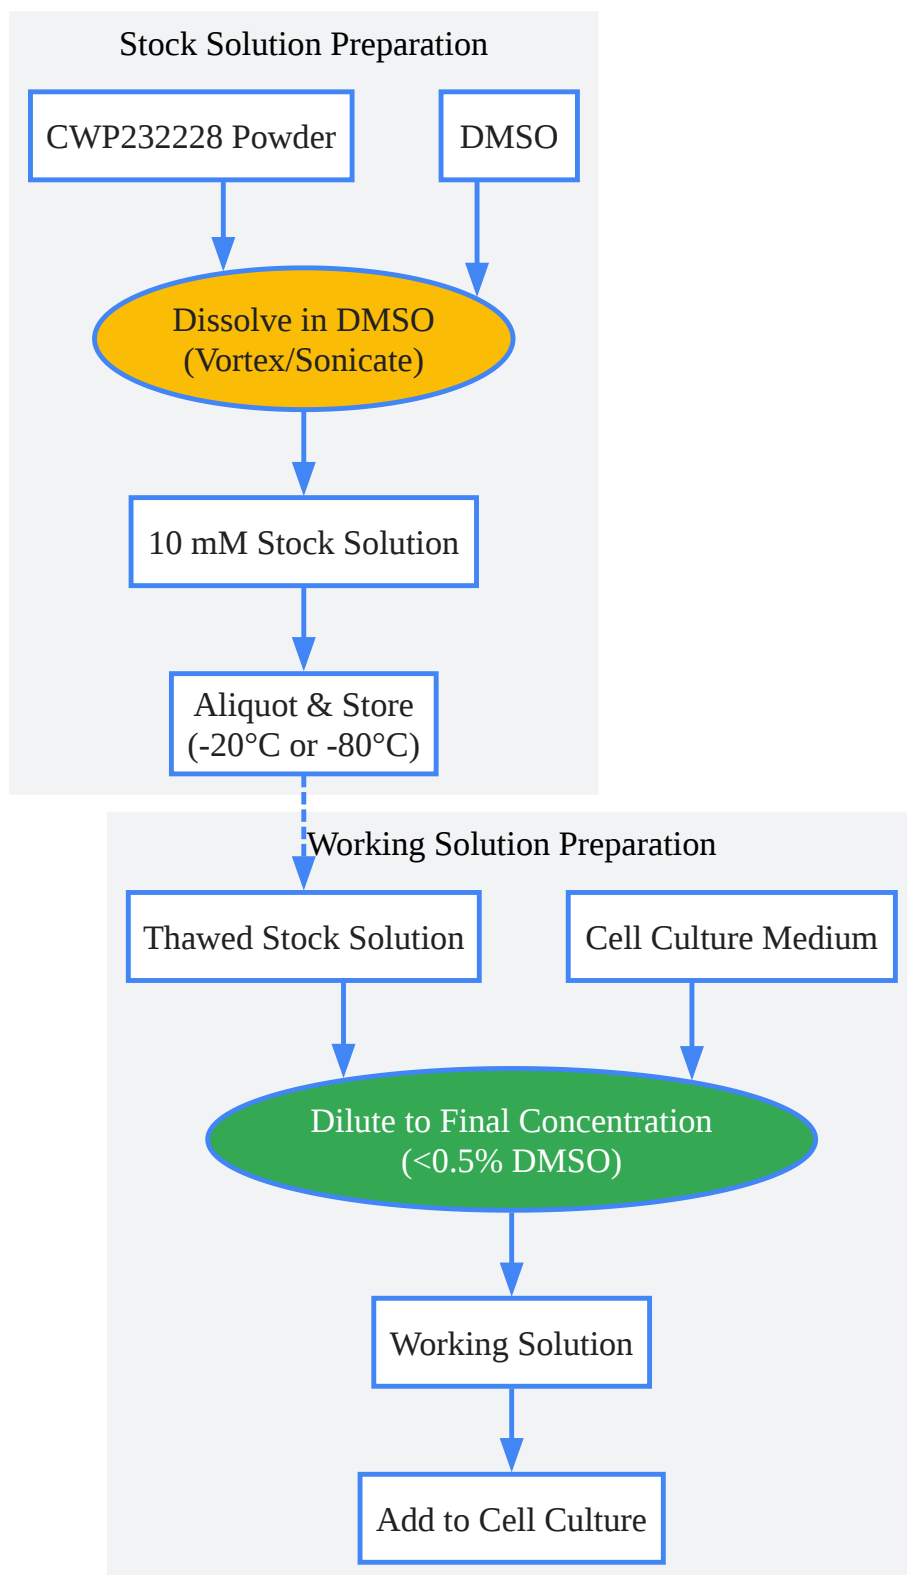 Stock Solution Preparation
CWP232228 Powder
DMSO
Dissolve in DMSO
(Vortex/Sonicate)
10 mM Stock Solution
Aliquot & Store
(-20°C or -80°C)
Working Solution Preparation
Thawed Stock Solution
Cell Culture Medium
Dilute to Final Concentration
(<0.5% DMSO)
Working Solution
Add to Cell Culture